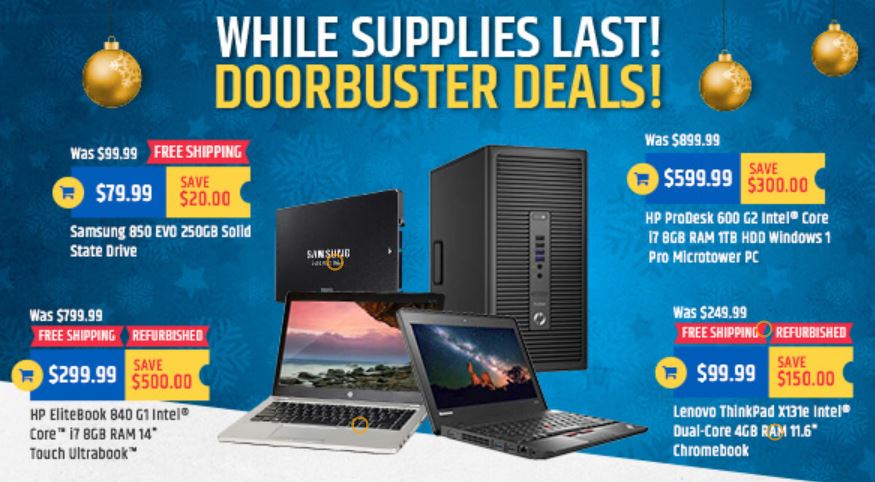 WHILE SUPPLIES LAST!
DOORBUSTER DEALS!
Was $99.99 FREE SHIPPING
$79.99 SAVE $20.00
Samsung 850 EVO 250GB Solid
State Drive
Was $899.99
$599.99 SAVE $300.00
HP ProDesk 600 G2 Intel® Core
i7 8GB RAM 1TB HDD Windows 1
Pro Microtower PC
SAMSUNG
Was $799.99
FREE SHIPPING REFURBISHED
$299.99 SAVE $500.00
HP EliteBook 840 G1 Intel®
Core™ i7 8GB RAM 14"
Touch Ultrabook™
Was $249.99
FREE SHIPPING REFURBISHED
$99.99 SAVE $150.00
Lenovo ThinkPad X131e Intel®
Dual-Core 4GB RAM 11.6"
Chromebook